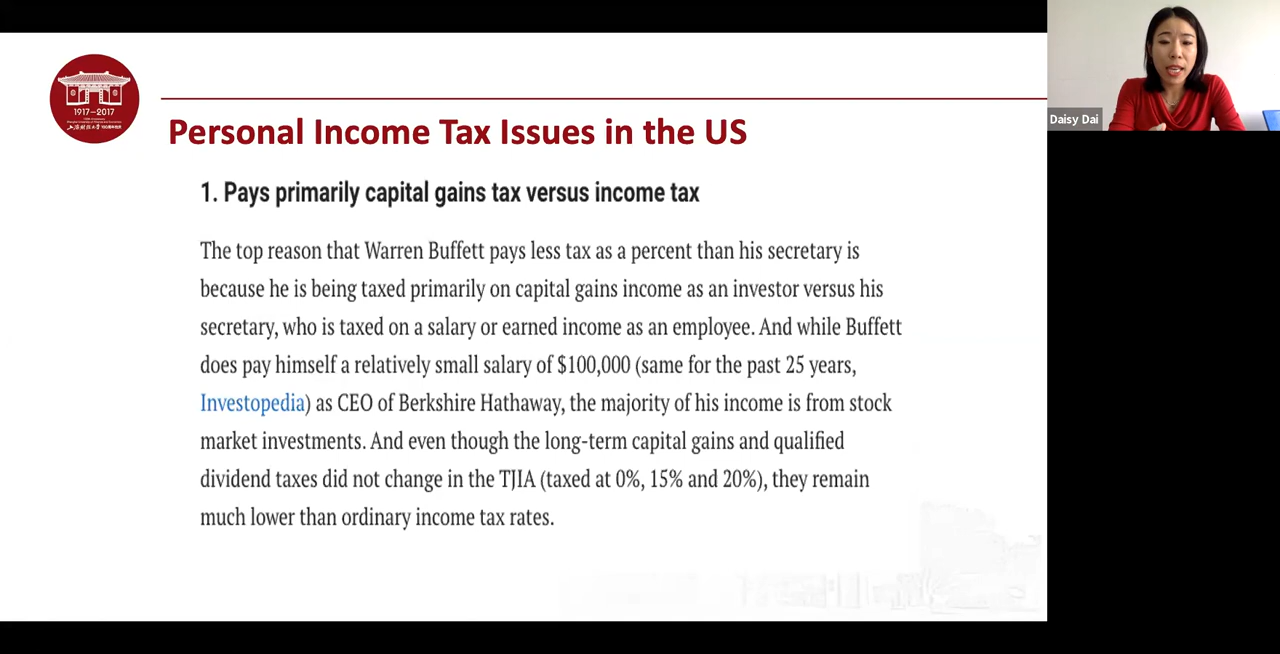 1917-2017
上海财经大学
Personal Income Tax Issues in the US
1. Pays primarily capital gains tax versus income tax
The top reason that Warren Buffett pays less tax as a percent than his secretary is
because he is being taxed primarily on capital gains income as an investor versus his
secretary, who is taxed on a salary or earned income as an employee. And while Buffett
does pay himself a relatively small salary of $100,000 (same for the past 25 years,
Investopedia) as CEO of Berkshire Hathaway, the majority of his income is from stock
market investments. And even though the long-term capital gains and qualified
dividend taxes did not change in the TJIA (taxed at 0%, 15% and 20%), they remain
much lower than ordinary income tax rates.
Daisy Dai